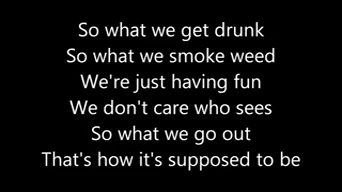 So what we get drunk
So what we smoke weed
We're just having fun
We don't care who sees
So what we go out
That's how it's supposed to be